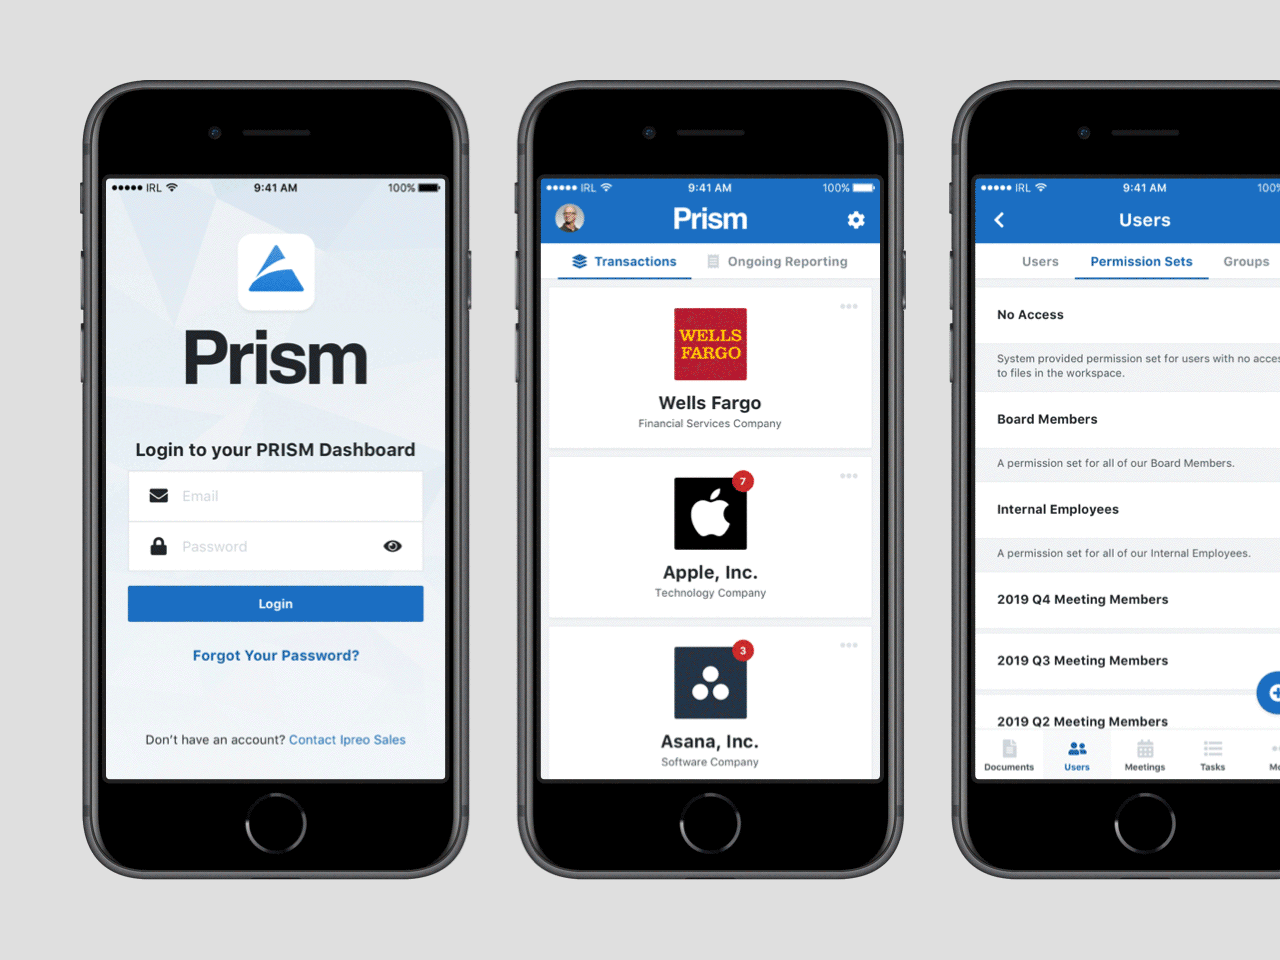 IRL 9:41 AM 100%
Prism
Login to your PRISM Dashboard
Email
Password
Login
Forgot Your Password?
Don't have an account? Contact Ipreo Sales
IRL 9:41 AM 100%
Prism
Transactions Ongoing Reporting
WELLS
FARGO
Wells Fargo
Financial Services Company
7
Apple, Inc.
Technology Company
3
Asana, Inc.
Software Company
IRL 9:41 AM 100%
Users
Users Permission Sets Groups
No Access
System provided permission set for users with no acces
to files in the workspace.
Board Members
A permission set for all of our Board Members.
Internal Employees
A permission set for all of our Internal Employees.
2019 Q4 Meeting Members
2019 Q3 Meeting Members
2019 Q2 Meeting Members
Documents Users Meetings Tasks Mo